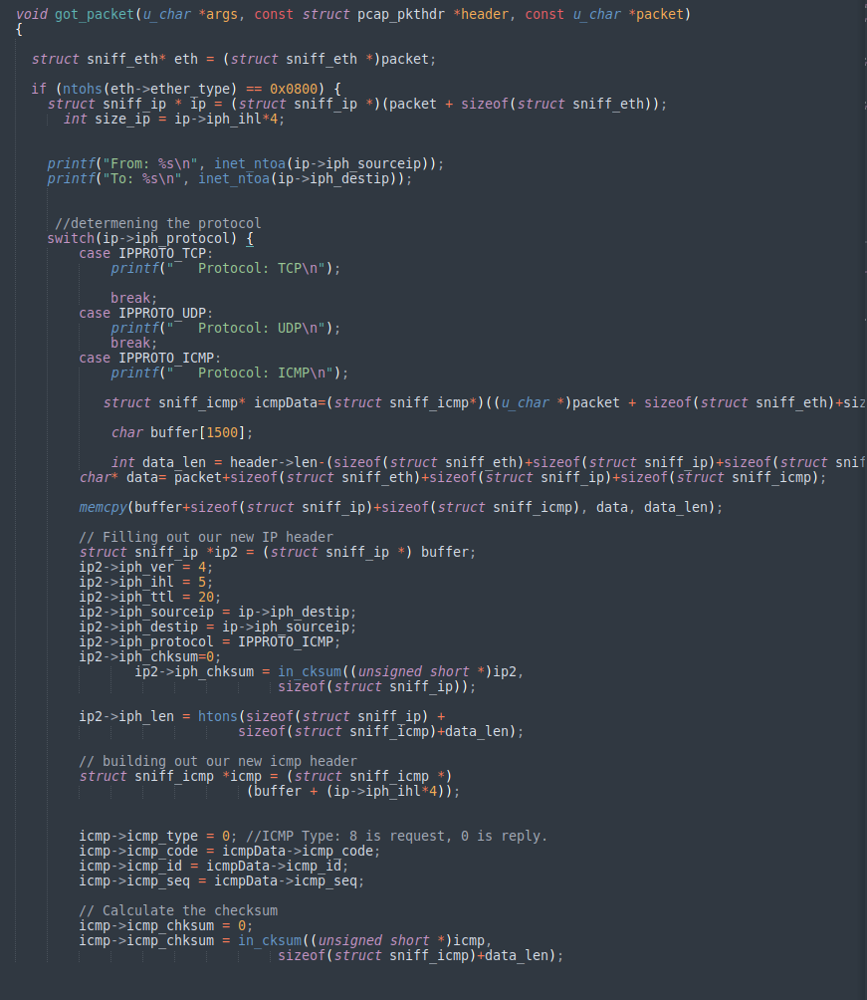 void got_packet(u_char *args, const struct pcap_pkthdr *header, const u_char *packet)
{
struct sniff_eth* eth = (struct sniff_eth *)packet;
if (ntohs(eth->ether_type) == 0x0800) {
struct sniff_ip * ip = (struct sniff_ip *)(packet + sizeof(struct sniff_eth));
int size_ip = ip->iph_ihl*4;
printf("From: %s\n", inet_ntoa(ip->iph_sourceip));
printf("To: %s\n", inet_ntoa(ip->iph_destip));
//determening the protocol
switch(ip->iph_protocol) {
case IPPROTO_TCP:
printf("   Protocol: TCP\n");
break;
case IPPROTO_UDP:
printf("   Protocol: UDP\n");
break;
case IPPROTO_ICMP:
printf("   Protocol: ICMP\n");
struct sniff_icmp* icmpData=(struct sniff_icmp*)((u_char *)packet + sizeof(struct sniff_eth)+siz
char buffer[1500];
int data_len = header->len-(sizeof(struct sniff_eth)+sizeof(struct sniff_ip)+sizeof(struct snif
char* data= packet+sizeof(struct sniff_eth)+sizeof(struct sniff_ip)+sizeof(struct sniff_icmp);
memcpy(buffer+sizeof(struct sniff_ip)+sizeof(struct sniff_icmp), data, data_len);
// Filling out our new IP header
struct sniff_ip *ip2 = (struct sniff_ip *) buffer;
ip2->iph_ver = 4;
ip2->iph_ihl = 5;
ip2->iph_ttl = 20;
ip2->iph_sourceip = ip->iph_destip;
ip2->iph_destip = ip->iph_sourceip;
ip2->iph_protocol = IPPROTO_ICMP;
ip2->iph_chksum=0;
ip2->iph_chksum = in_cksum((unsigned short *)ip2,
sizeof(struct sniff_ip));
ip2->iph_len = htons(sizeof(struct sniff_ip) +
sizeof(struct sniff_icmp)+data_len);
// building out our new icmp header
struct sniff_icmp *icmp = (struct sniff_icmp *)
(buffer + (ip->iph_ihl*4));
icmp->icmp_type = 0; //ICMP Type: 8 is request, 0 is reply.
icmp->icmp_code = icmpData->icmp_code;
icmp->icmp_id = icmpData->icmp_id;
icmp->icmp_seq = icmpData->icmp_seq;
// Calculate the checksum
icmp->icmp_chksum = 0;
icmp->icmp_chksum = in_cksum((unsigned short *)icmp,
sizeof(struct sniff_icmp)+data_len);